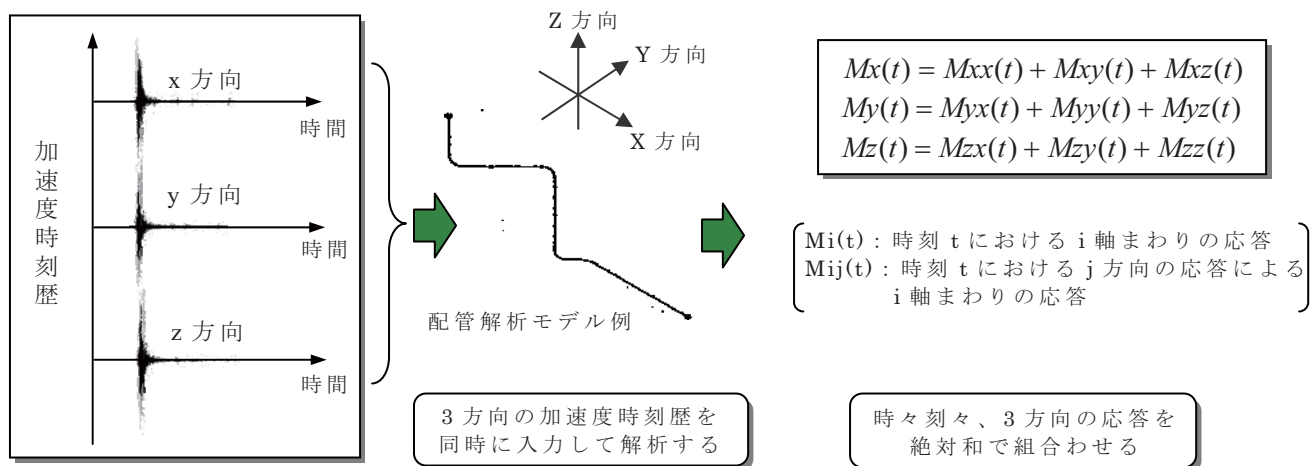 加速度時刻歴
x 方向
時間
y 方向
時間
z 方向
時間
Z 方向
Y 方向
X 方向
配管解析モデル例
3 方向の加速度時刻歴を
同時に入力して解析する
Mx(t) = Mxx(t) + Mxy(t) + Mxz(t)
My(t) = Myx(t) + Myy(t) + Myz(t)
Mz(t) = Mzx(t) + Mzy(t) + Mzz(t)
Mi(t) : 時刻 t における i 軸まわりの応答
Mij(t) : 時刻 t における j 方向の応答による
i 軸まわりの応答
時々刻々、3 方向の応答を
絶対和で組合わせる